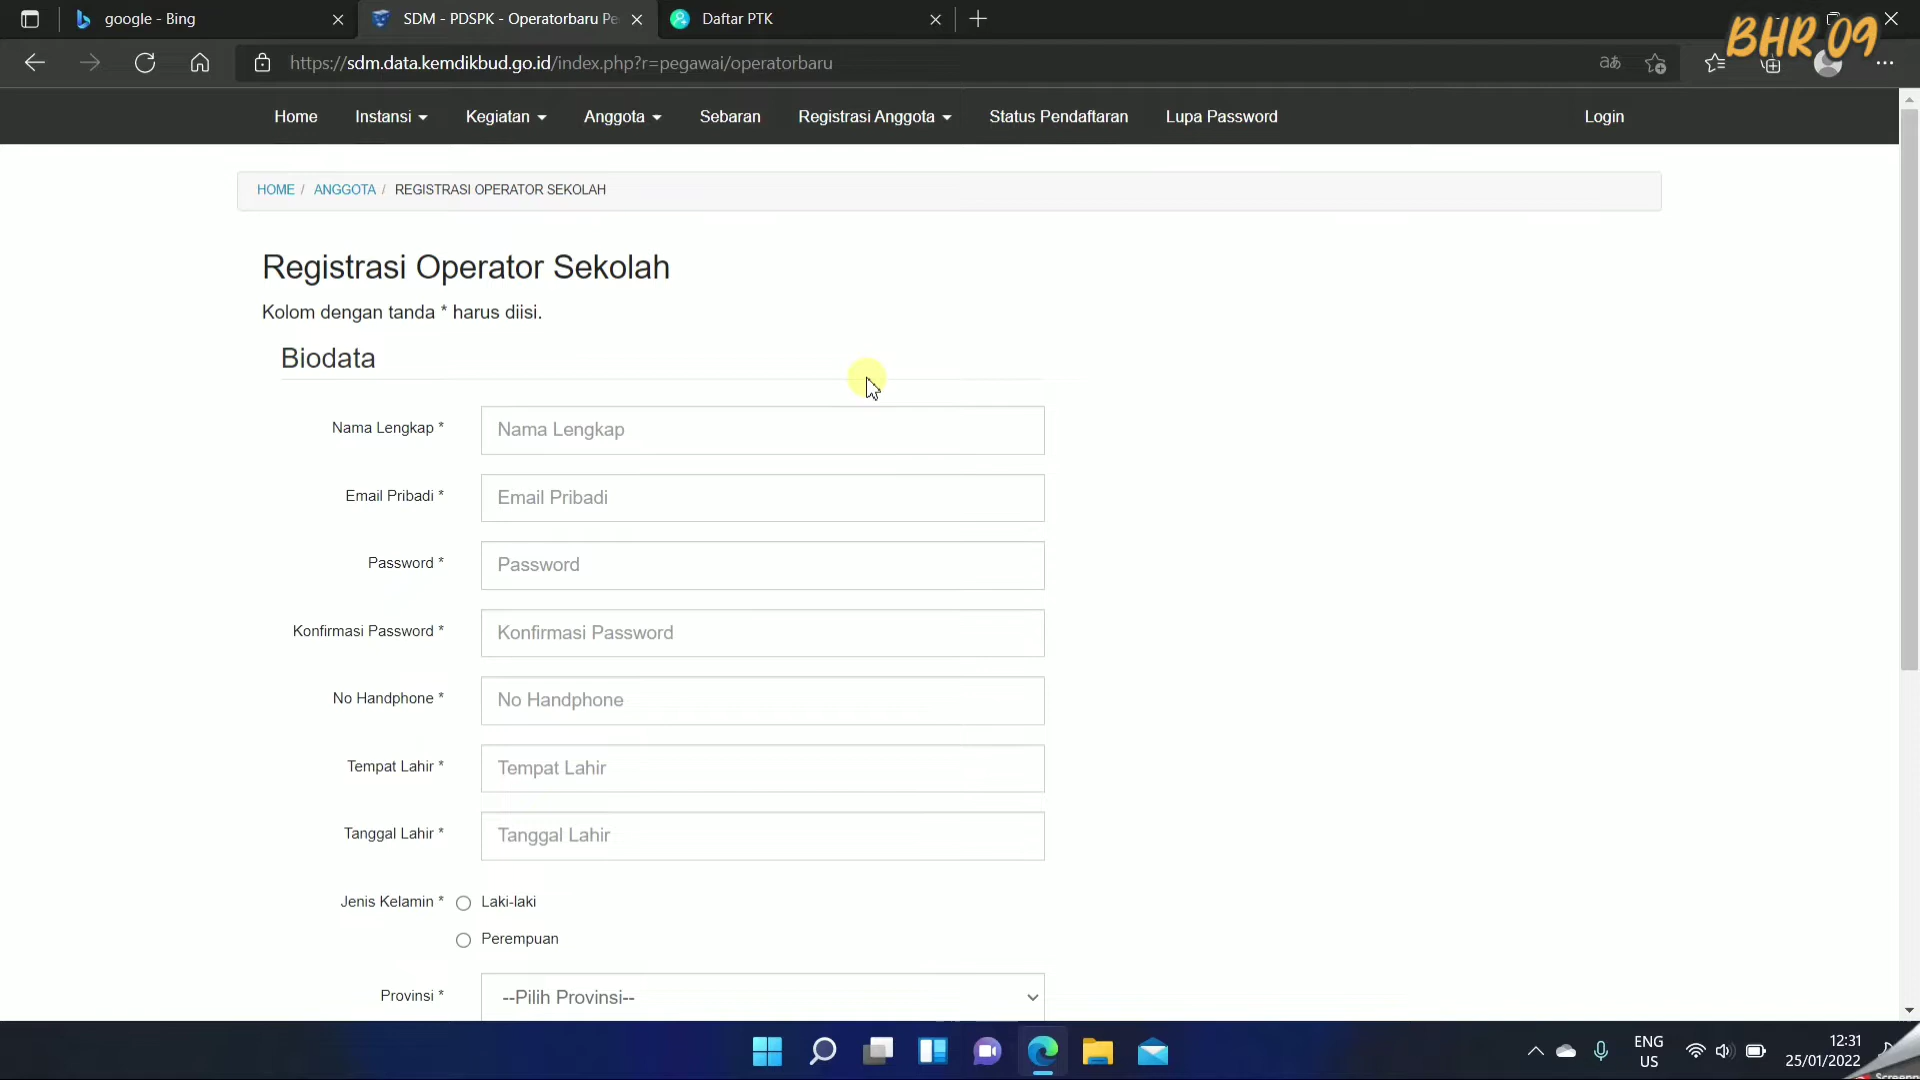 google - Bing
SDM - PDSPK - Operatorbaru Pe
Daftar PTK
BHR 09
https://sdm.data.kemdikbud.go.id/index.php?r=pegawai/operatorbaru
Home
Instansi
Kegiatan
Anggota
Sebaran
Registrasi Anggota
Status Pendaftaran
Lupa Password
Login
HOME / ANGGOTA / REGISTRASI OPERATOR SEKOLAH
Registrasi Operator Sekolah
Kolom dengan tanda * harus diisi.
Biodata
Nama Lengkap *
Nama Lengkap
Email Pribadi *
Email Pribadi
Password *
Password
Konfirmasi Password *
Konfirmasi Password
No Handphone *
No Handphone
Tempat Lahir *
Tempat Lahir
Tanggal Lahir *
Tanggal Lahir
Jenis Kelamin *
Laki-laki
Perempuan
Provinsi *
--Pilih Provinsi--
ENG
US
12:31
25/01/2022